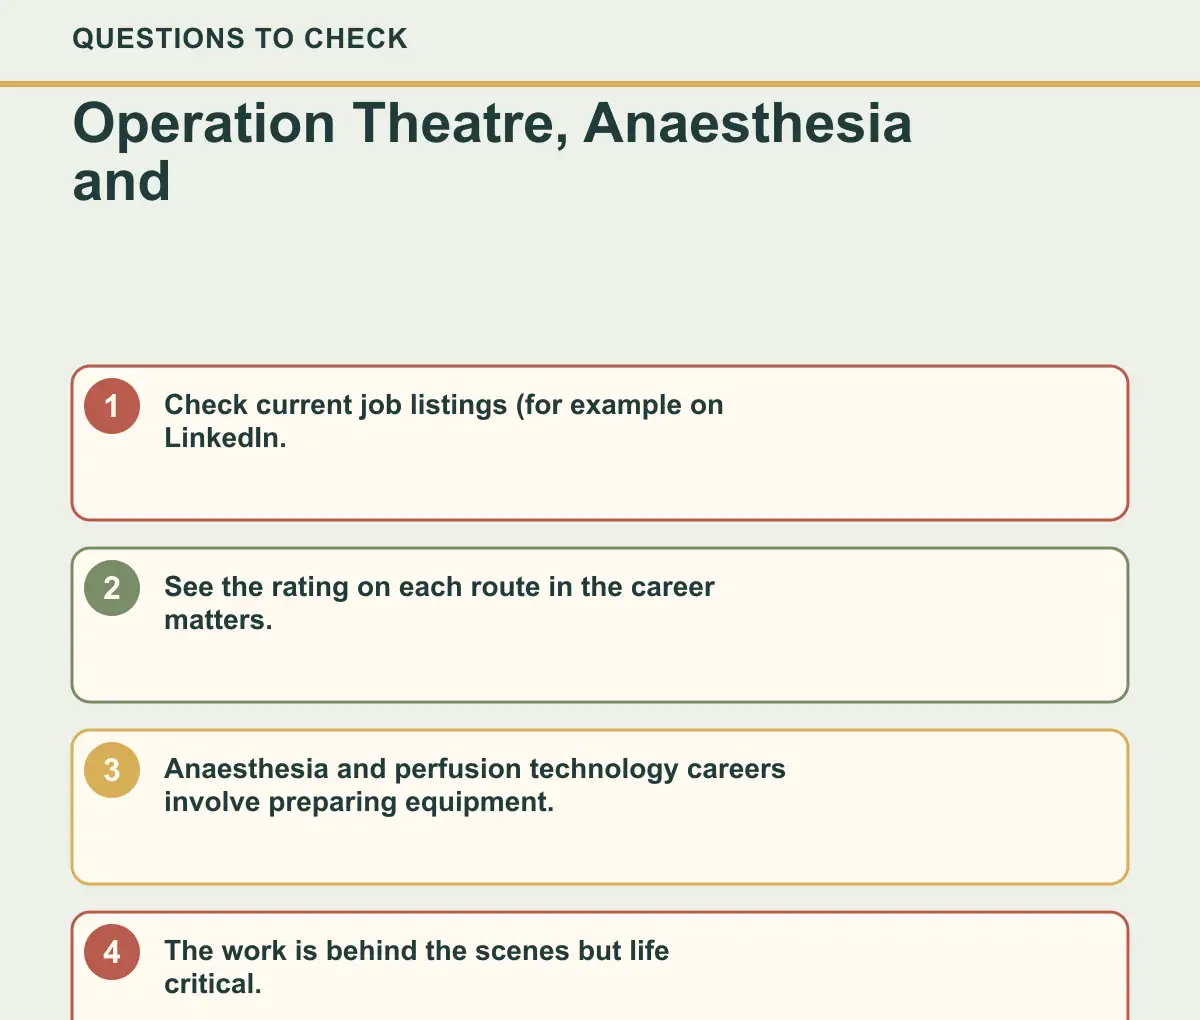 QUESTIONS TO CHECK
Operation Theatre, Anaesthesia
and
1
Check current job listings (for example on
LinkedIn.
2
See the rating on each route in the career
matters.
3
Anaesthesia and perfusion technology careers
involve preparing equipment.
4
The work is behind the scenes but life
critical.